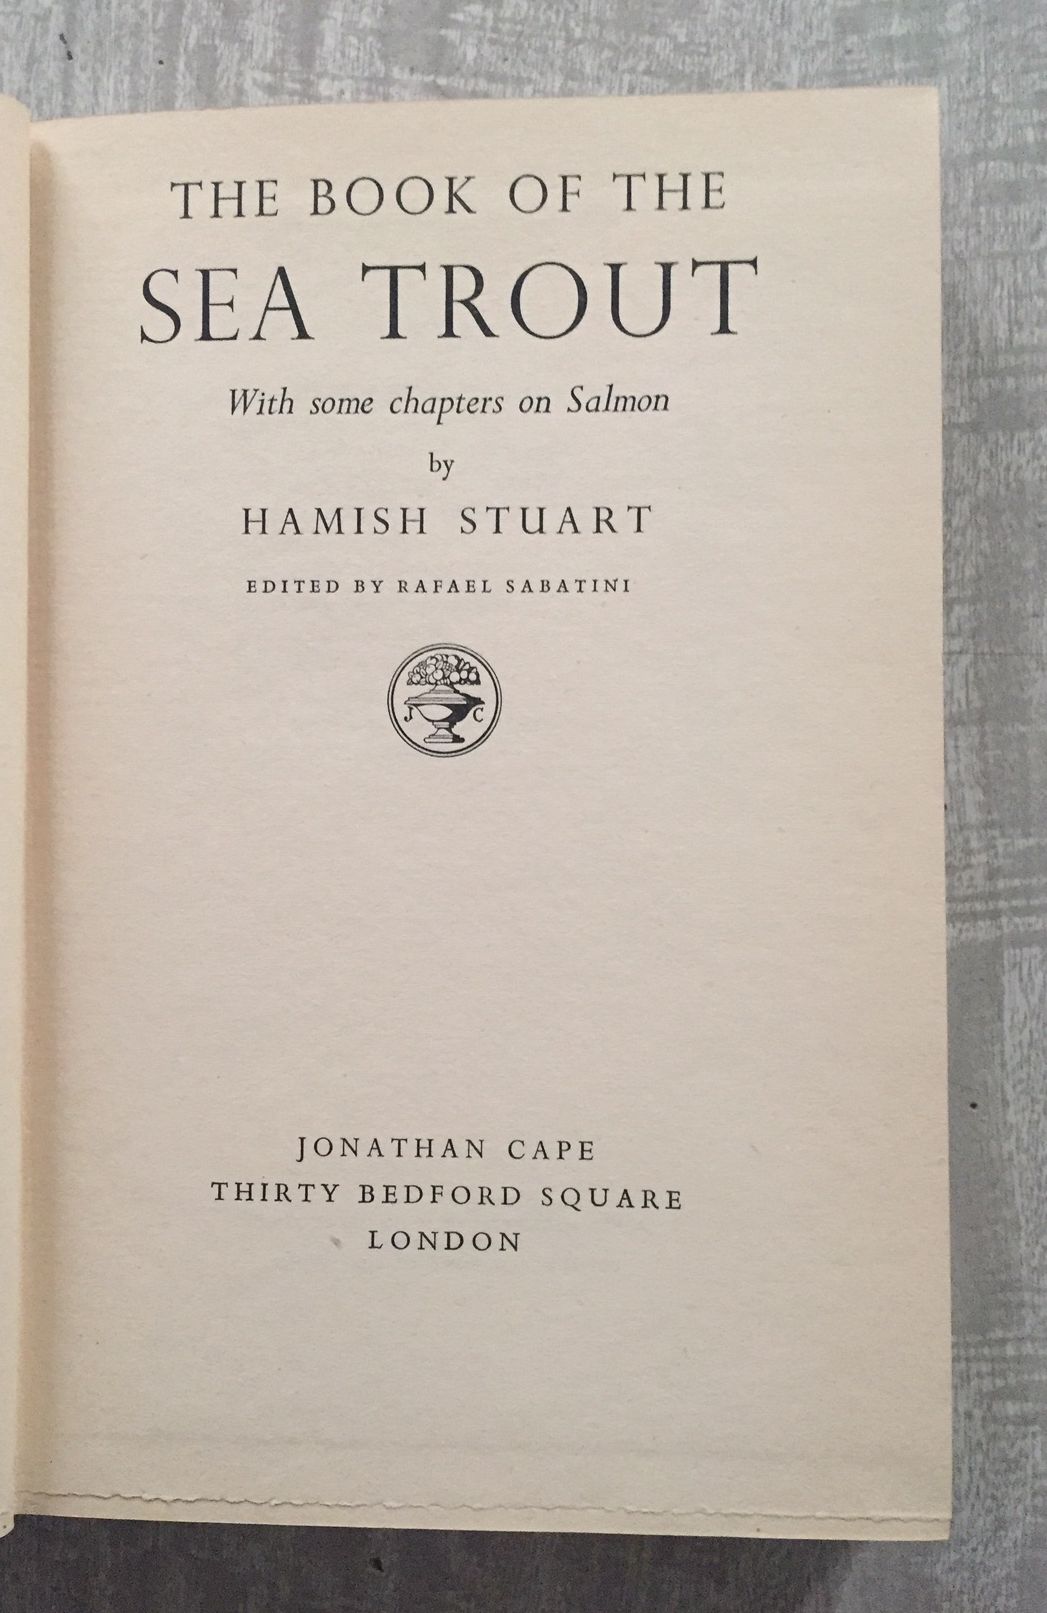 THE BOOK OF THE
SEA TROUT
With some chapters on Salmon
by
HAMISH STUART
EDITED BY RAFAEL SABATINI
J C
JONATHAN CAPE
THIRTY BEDFORD SQUARE
LONDON